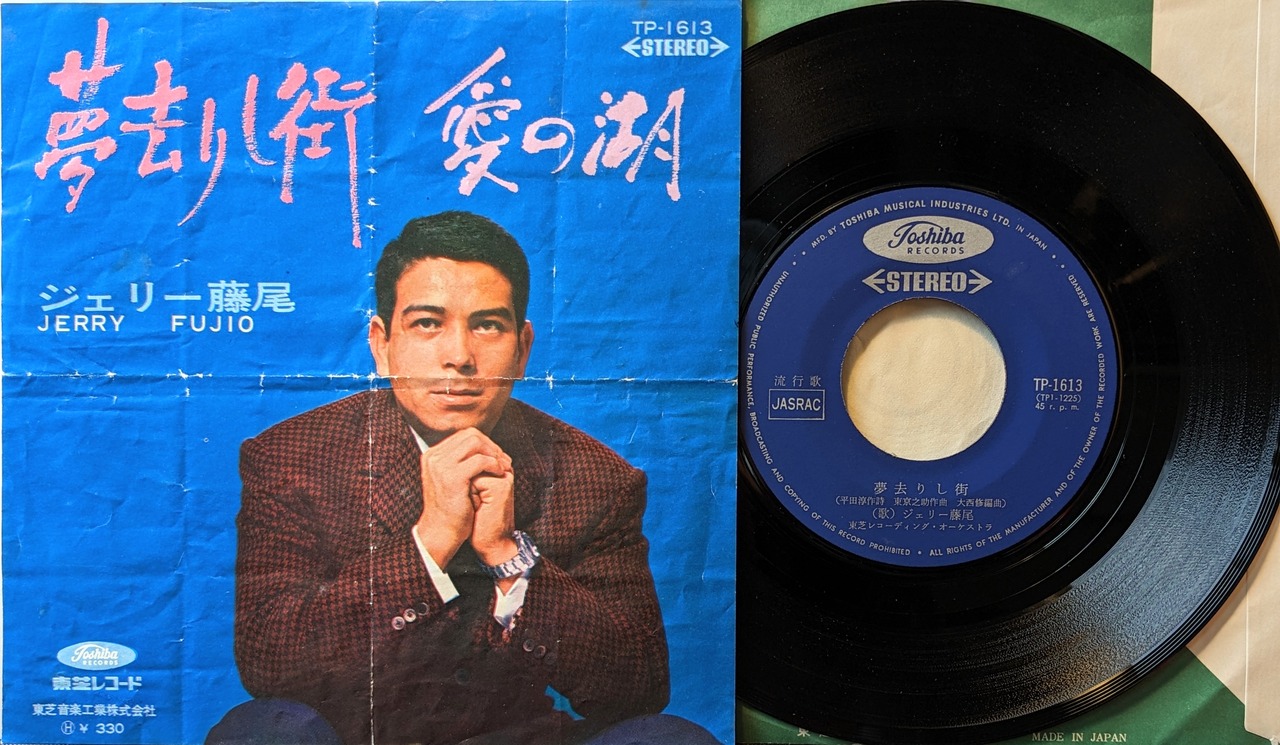 TP-1613
STEREO
夢去りし街
愛の湖
ジェリー藤尾
JERRY FUJIO
Toshiba
RECORDS
東芝レコード
東芝音楽工業株式会社
Ⓗ ¥ 330
MFD. BY TOSHIBA MUSICAL INDUSTRIES LTD. IN JAPAN
Toshiba
RECORDS
STEREO
流行歌
JASRAC
TP-1613
(TP1-1225)
45 r. p. m.
夢去りし街
(平田淳作詩 東京之助作曲 大西修編曲)
(歌) ジェリー藤尾
東芝レコーディング・オーケストラ
UNAUTHORIZED PUBLIC PERFORMANCE, BROADCASTING AND COPYING OF THIS RECORD PROHIBITED • ALL RIGHTS OF THE MANUFACTURER AND OF THE OWNER OF THE RECORDED WORK ARE RESERVED
MADE IN JAPAN